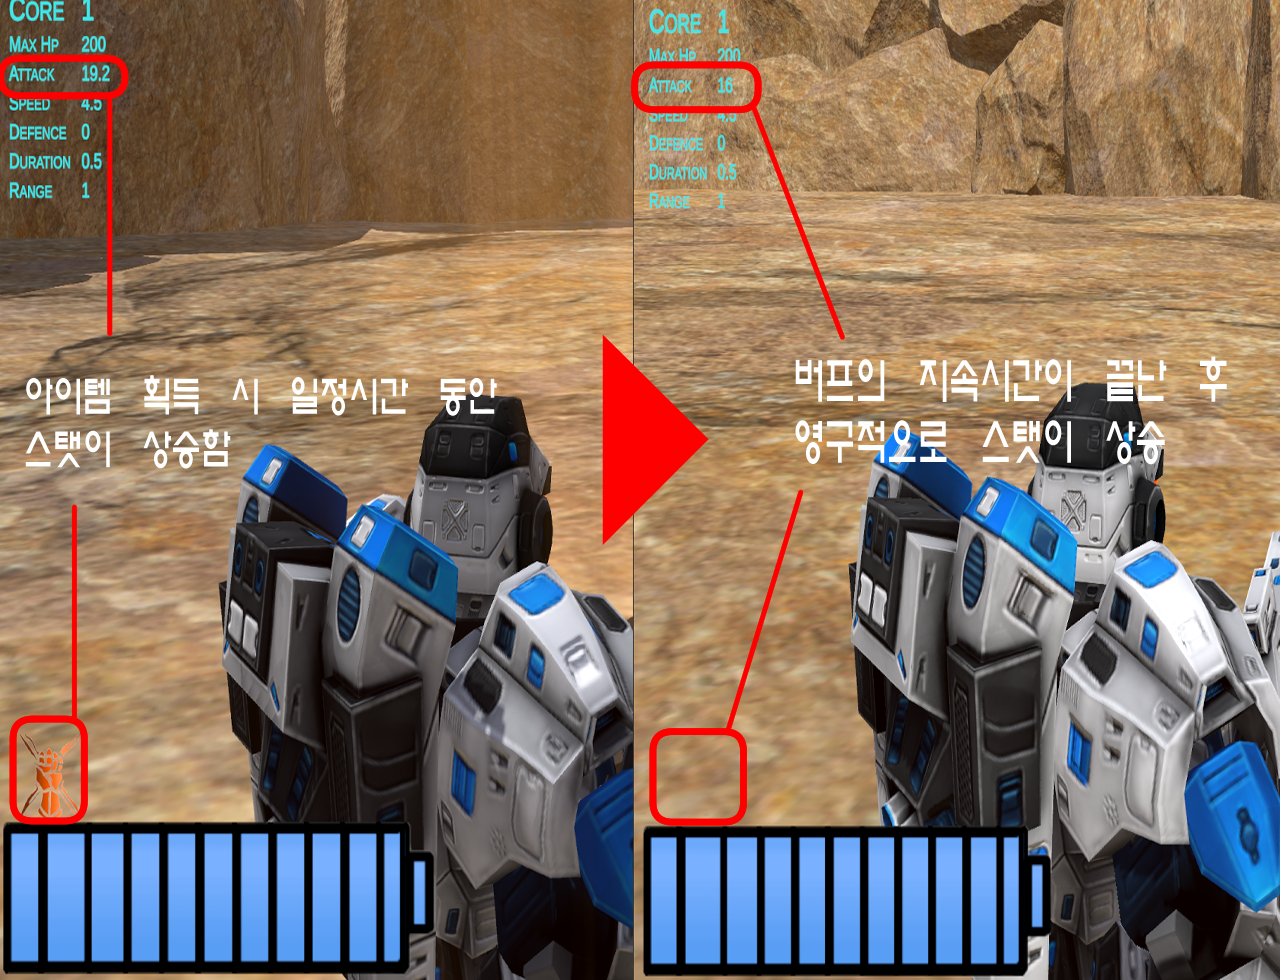 CORE 1
MAX HP 200
ATTACK 19.2
SPEED 4.5
DEFENCE 0
DURATION 0.5
RANGE 1
아이템 획득 시 일정시간 동안
스탯이 상승함
CORE 1
MAX HP 200
ATTACK 16
SPEED 4.5
DEFENCE 0
DURATION 0.5
RANGE 1
버프의 지속시간이 끝난 후
영구적으로 스탯이 상승